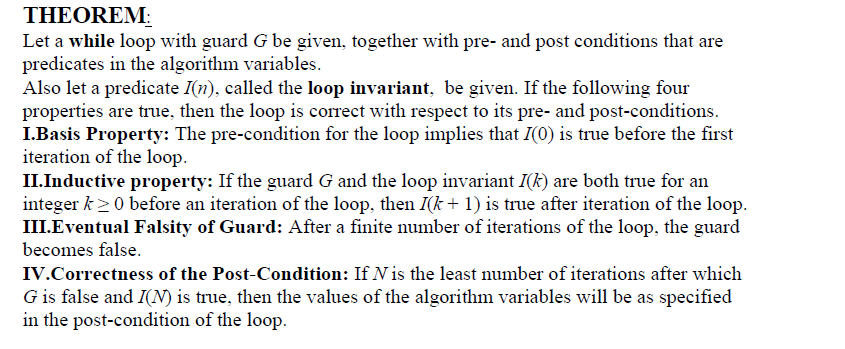 THEOREM:
Let a while loop with guard G be given, together with pre- and post conditions that are
predicates in the algorithm variables.
Also let a predicate I(n), called the loop invariant, be given. If the following four
properties are true, then the loop is correct with respect to its pre- and post-conditions.
I.Basis Property: The pre-condition for the loop implies that I(0) is true before the first
iteration of the loop.
II.Inductive property: If the guard G and the loop invariant I(k) are both true for an
integer k ≥ 0 before an iteration of the loop, then I(k + 1) is true after iteration of the loop.
III.Eventual Falsity of Guard: After a finite number of iterations of the loop, the guard
becomes false.
IV.Correctness of the Post-Condition: If N is the least number of iterations after which
G is false and I(N) is true, then the values of the algorithm variables will be as specified
in the post-condition of the loop.